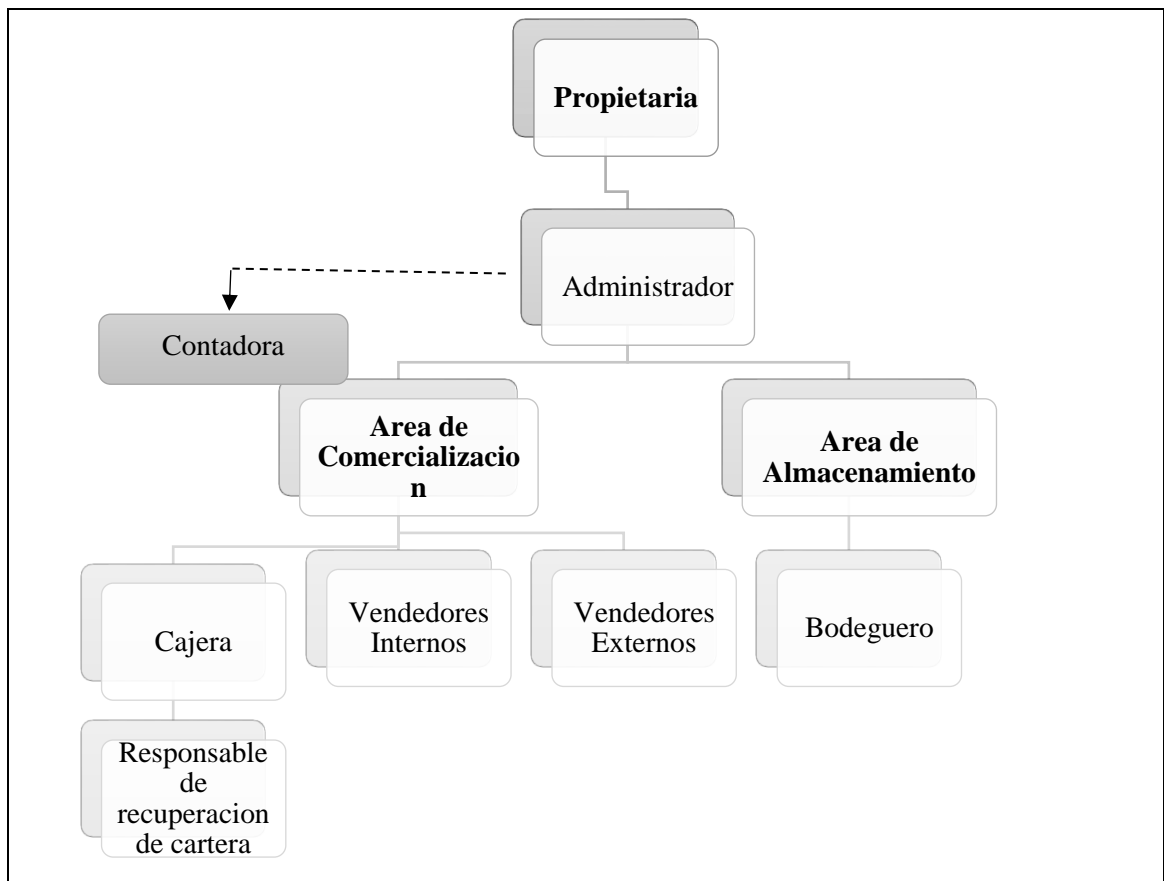 Propietaria
Administrador
Contadora
Area de
Comercializacio
n
Area de
Almacenamiento
Cajera
Vendedores
Internos
Vendedores
Externos
Bodeguero
Responsable
de
recuperacion
de cartera